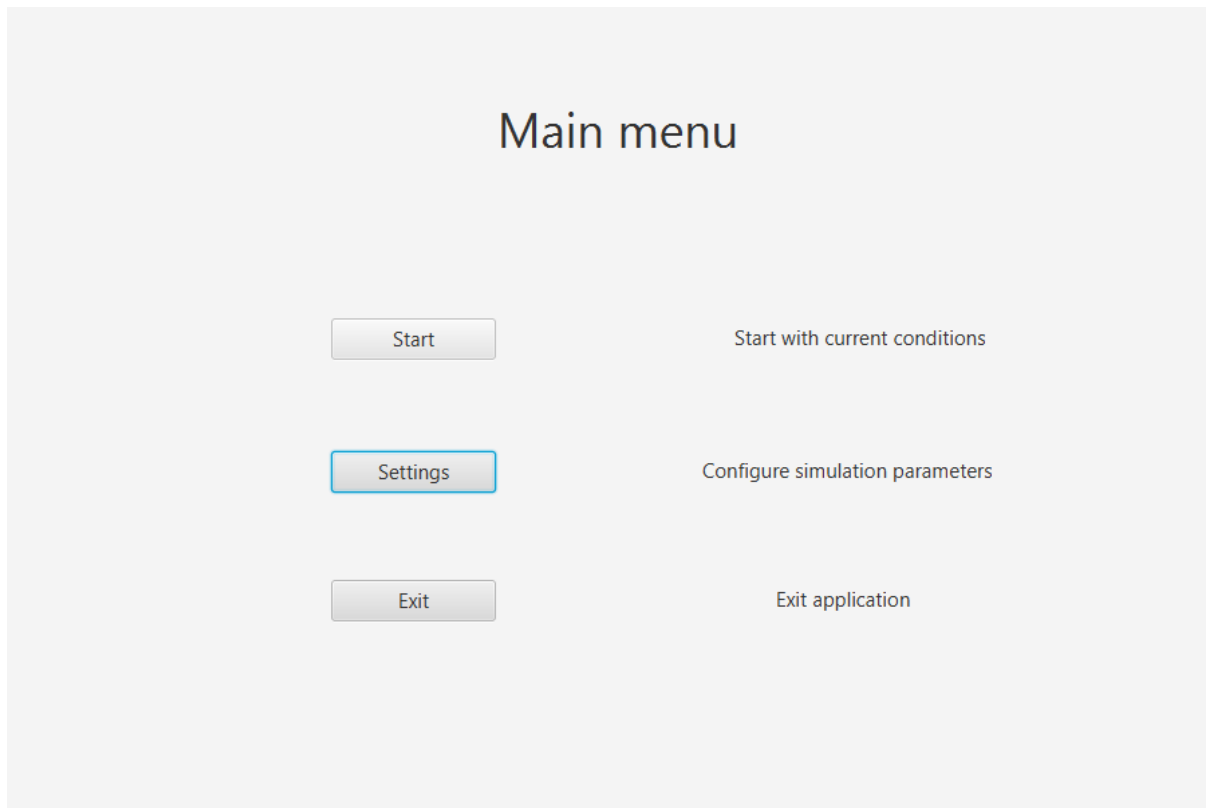 Main menu
Start
Start with current conditions
Settings
Configure simulation parameters
Exit
Exit application